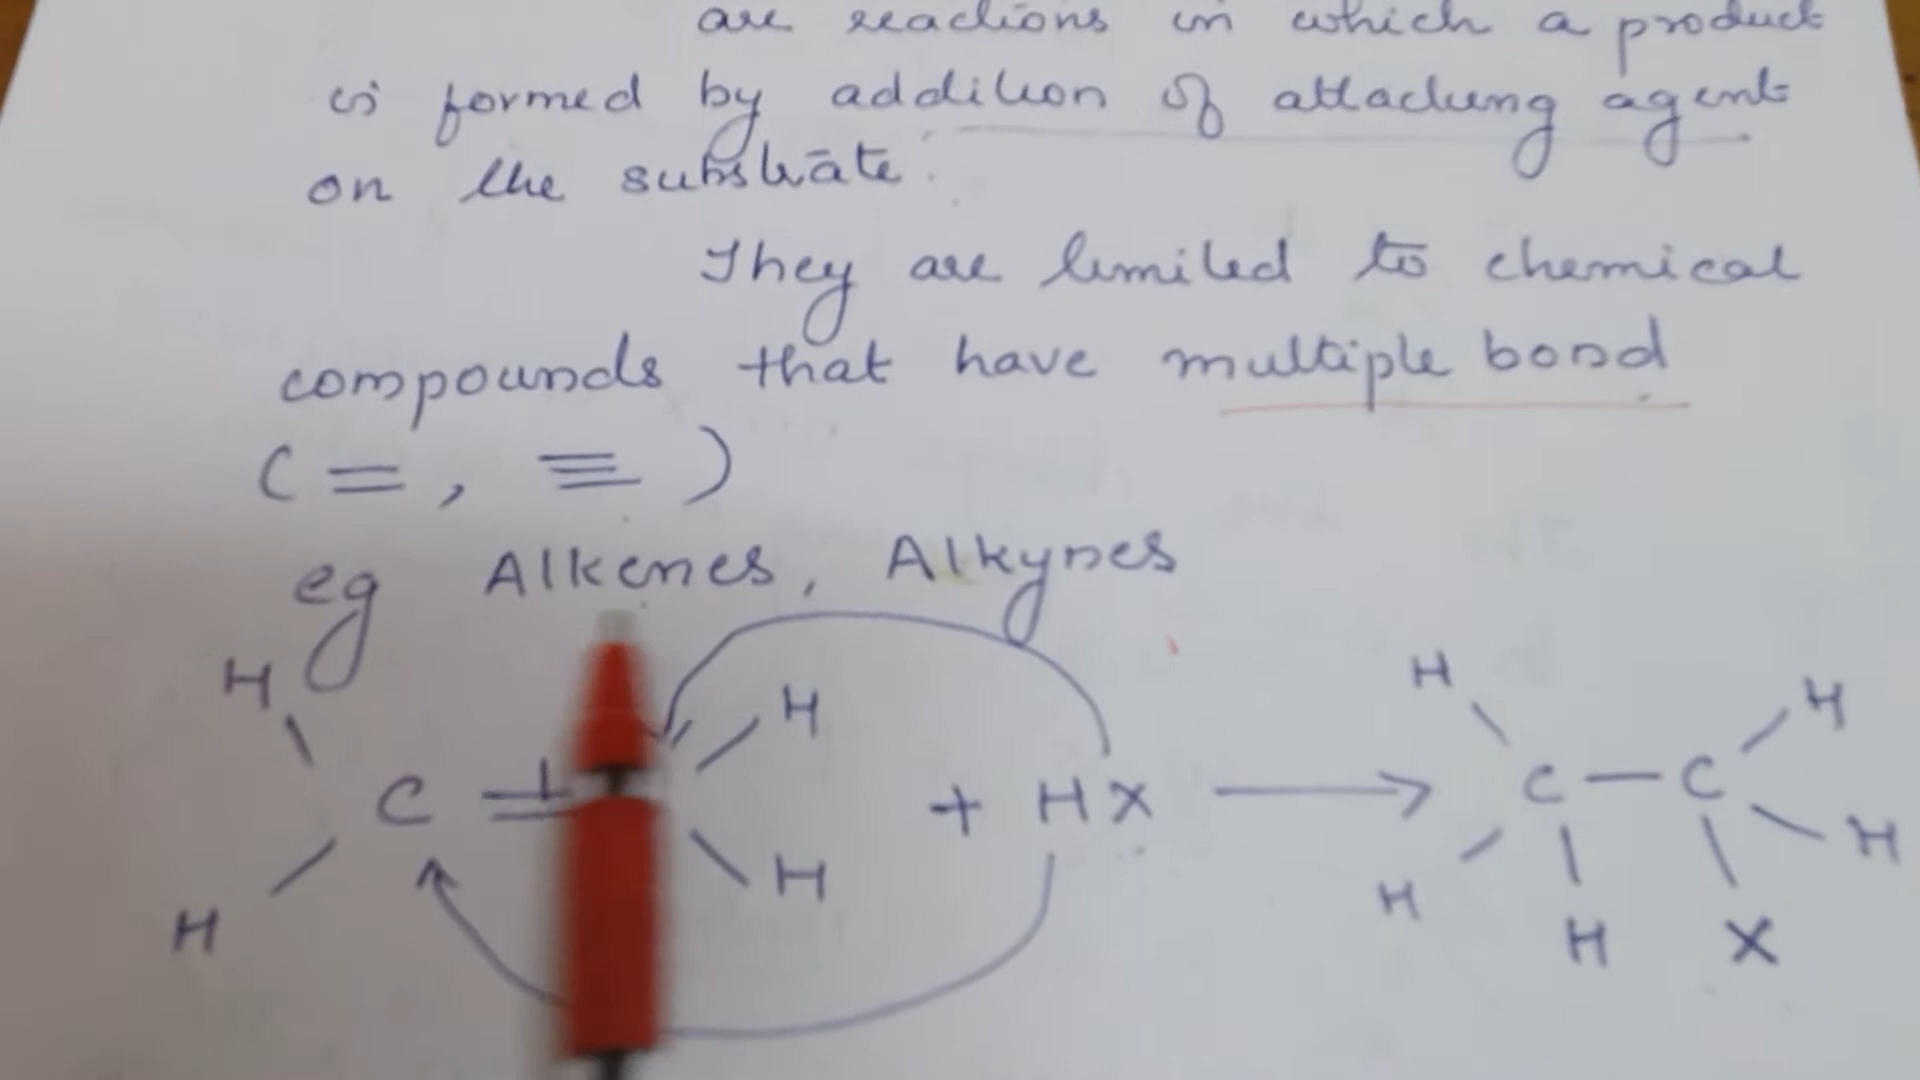 are reactions in which a product
is formed by addition of attacking agent
on the substrate.
They are limited to chemical
compounds that have multiple bond
( = , ≡ )
eg Alkenes, Alkynes
H H H H
C = + HX → C — C
H H H H
H X